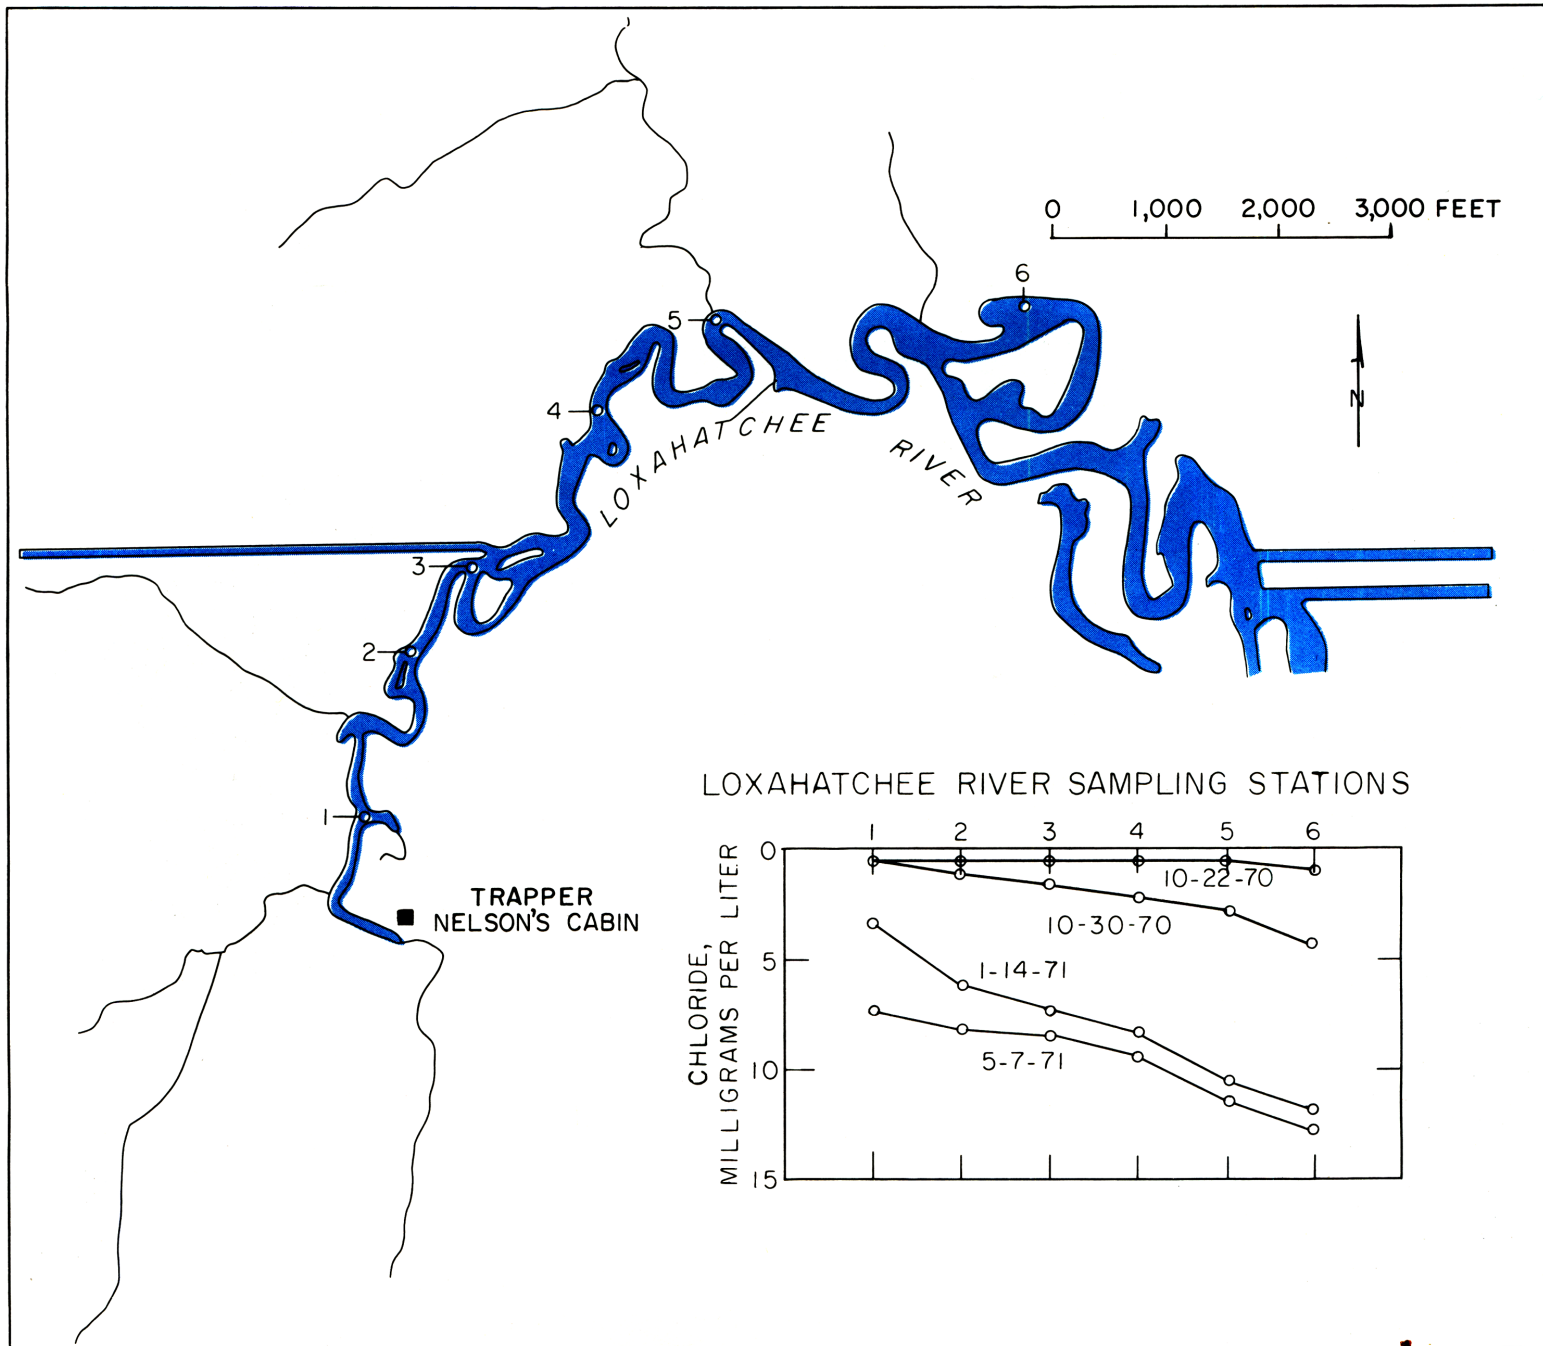 0 1,000 2,000 3,000 FEET
6
5
N
4
LOXAHATCHEE RIVER
3
2
1
TRAPPER
NELSON'S CABIN
LOXAHATCHEE RIVER SAMPLING STATIONS
1 2 3 4 5 6
0
10-22-70
10-30-70
5
1-14-71
5-7-71
10
15
CHLORIDE,
MILLIGRAMS PER LITER